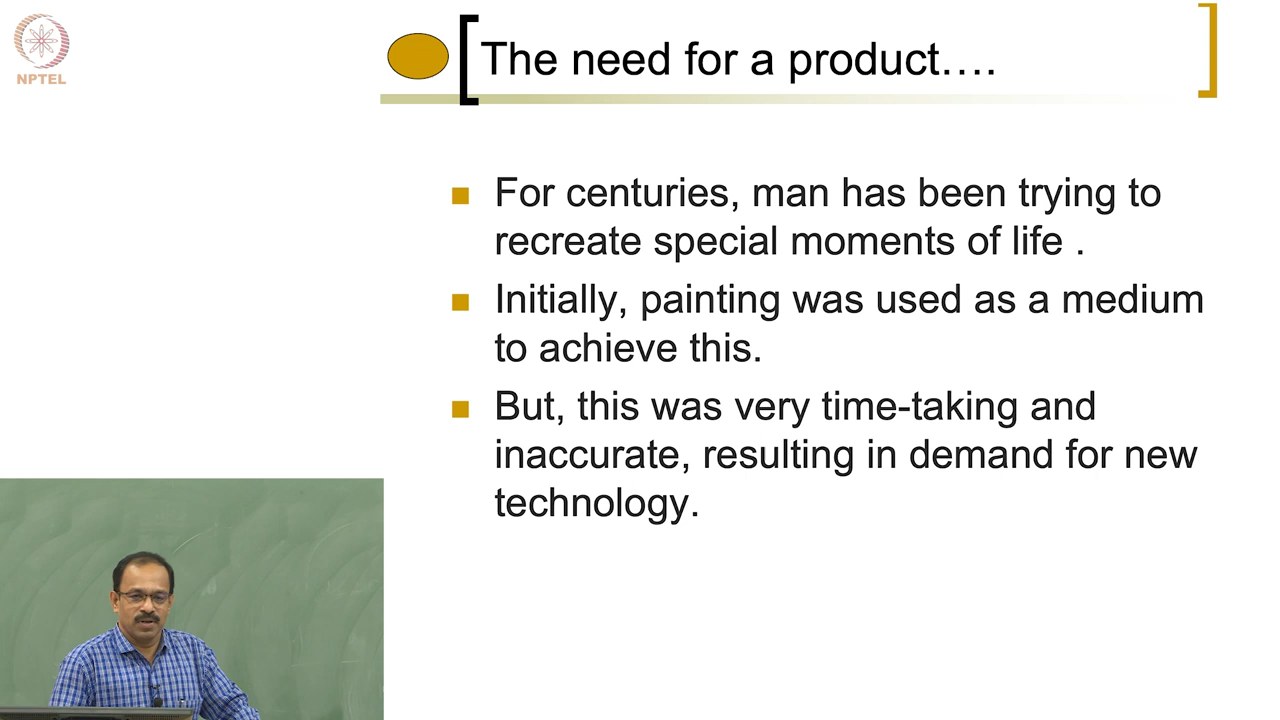 NPTEL
The need for a product….
For centuries, man has been trying to
recreate special moments of life .
Initially, painting was used as a medium
to achieve this.
But, this was very time-taking and
inaccurate, resulting in demand for new
technology.